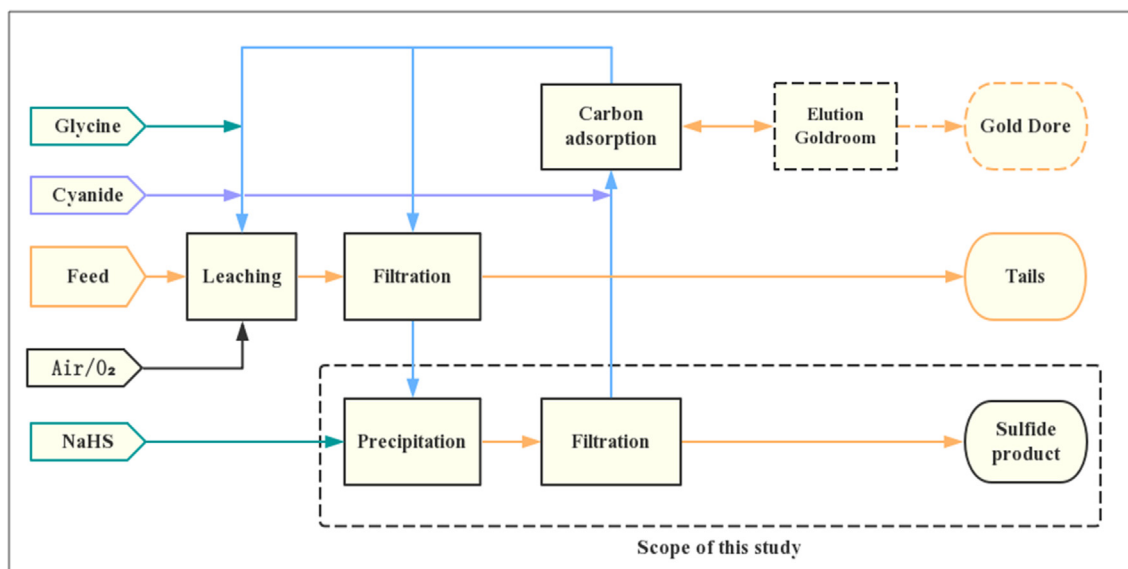 Glycine
Carbon
adsorption
Elution
Goldroom
Gold Dore
Cyanide
Feed
Leaching
Filtration
Tails
Air/O₂
NaHS
Precipitation
Filtration
Sulfide
product
Scope of this study